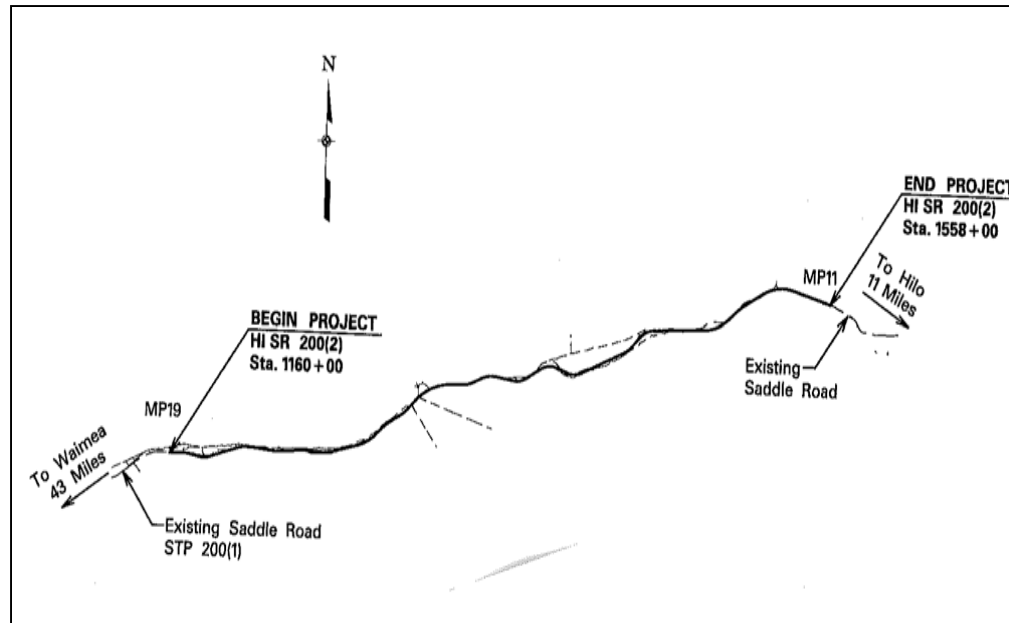 N
END PROJECT
HI SR 200(2)
Sta. 1558+00
To Hilo
11 Miles
MP11
BEGIN PROJECT
HI SR 200(2)
Sta. 1160+00
Existing
Saddle Road
MP19
To Waimea
43 Miles
Existing Saddle Road
STP 200(1)